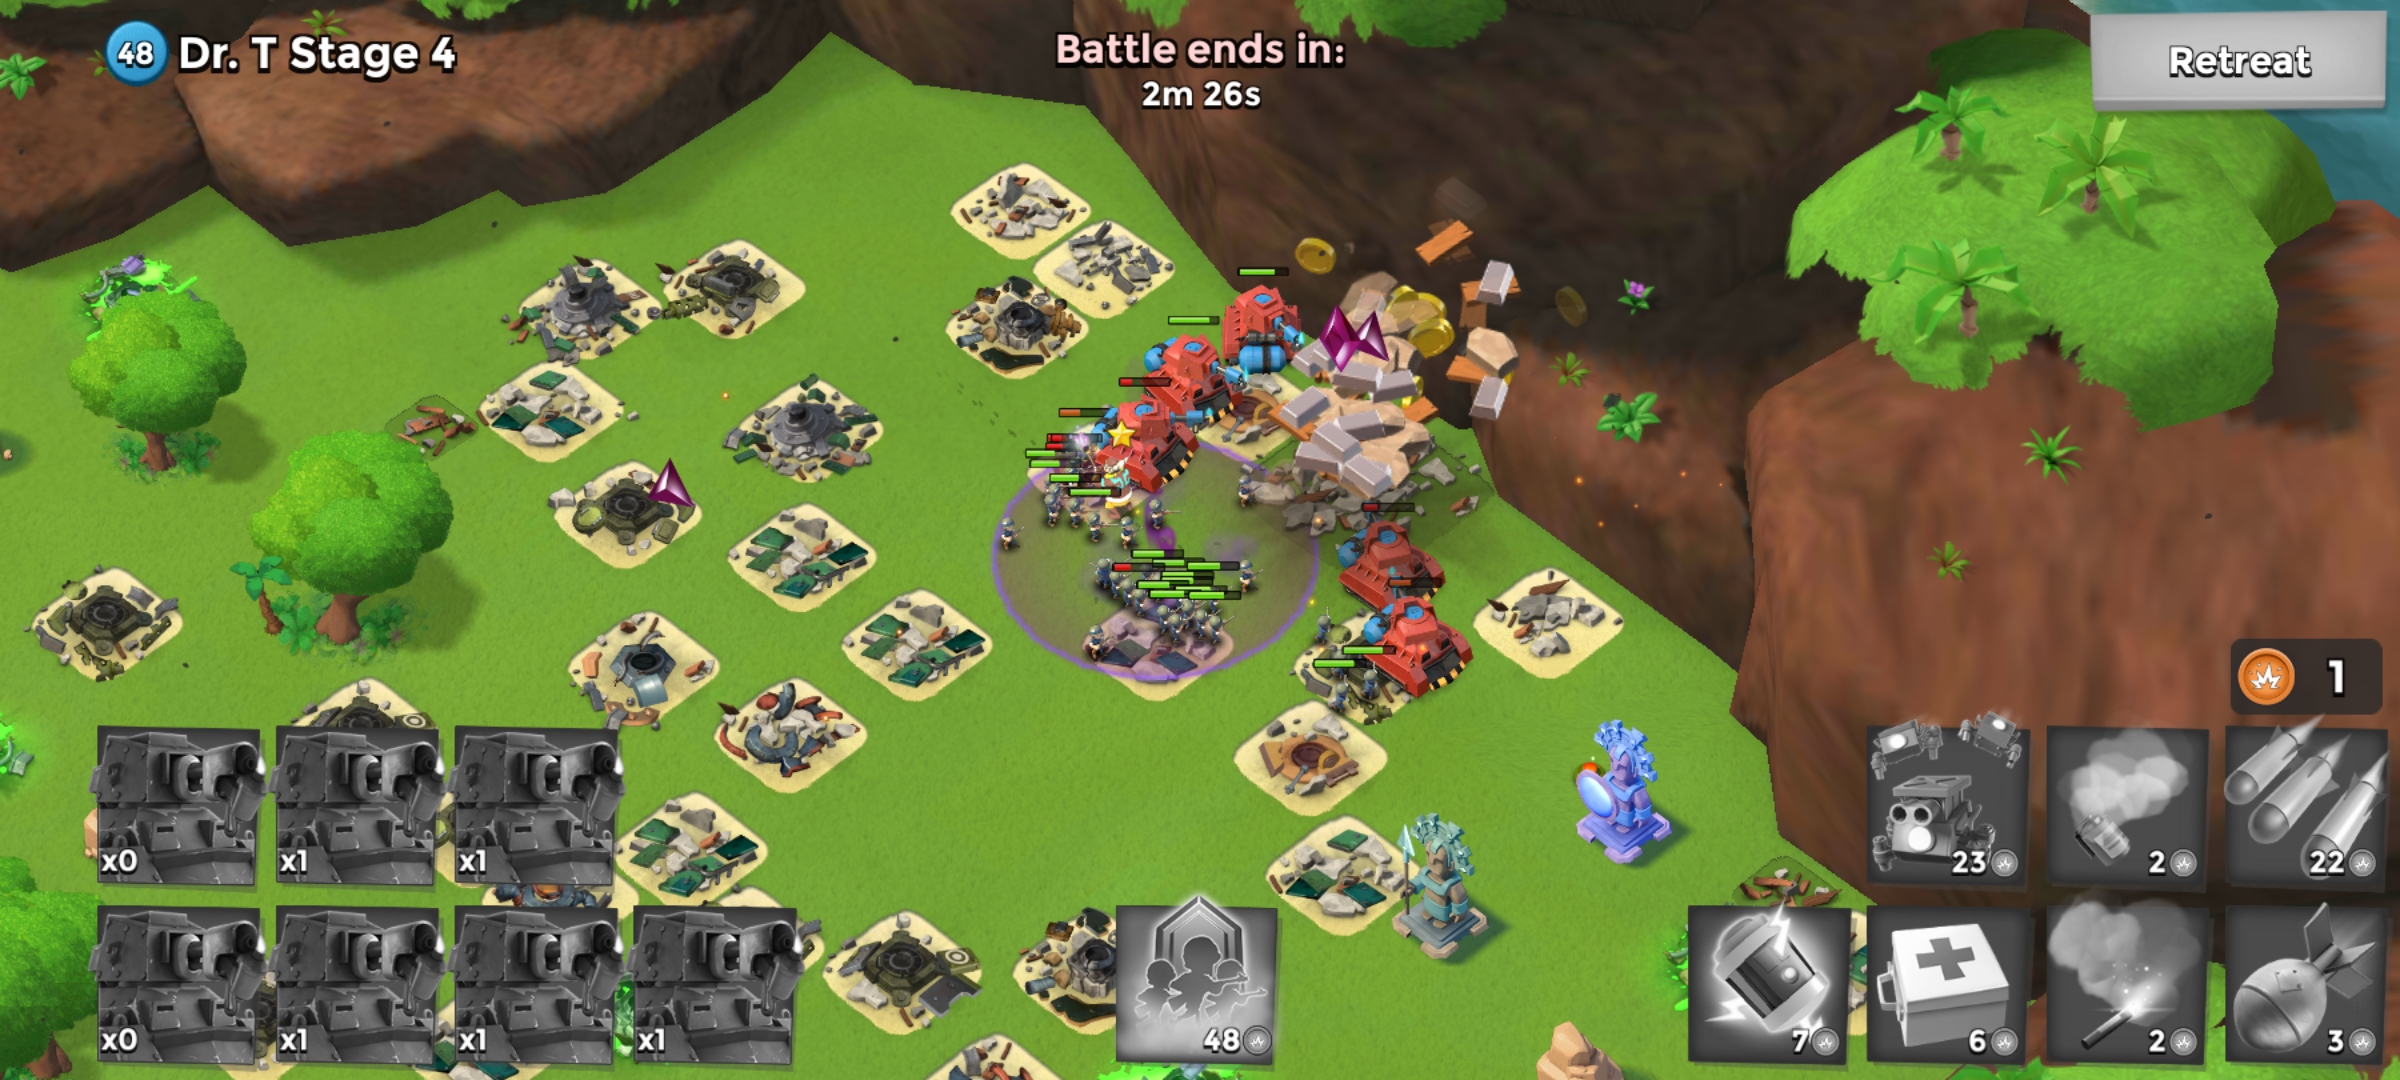 48 Dr. T Stage 4
Battle ends in:
2m 26s
Retreat
1
x0 x1 x1
23 2 22
x0 x1 x1 x1
48
7 6 2 3